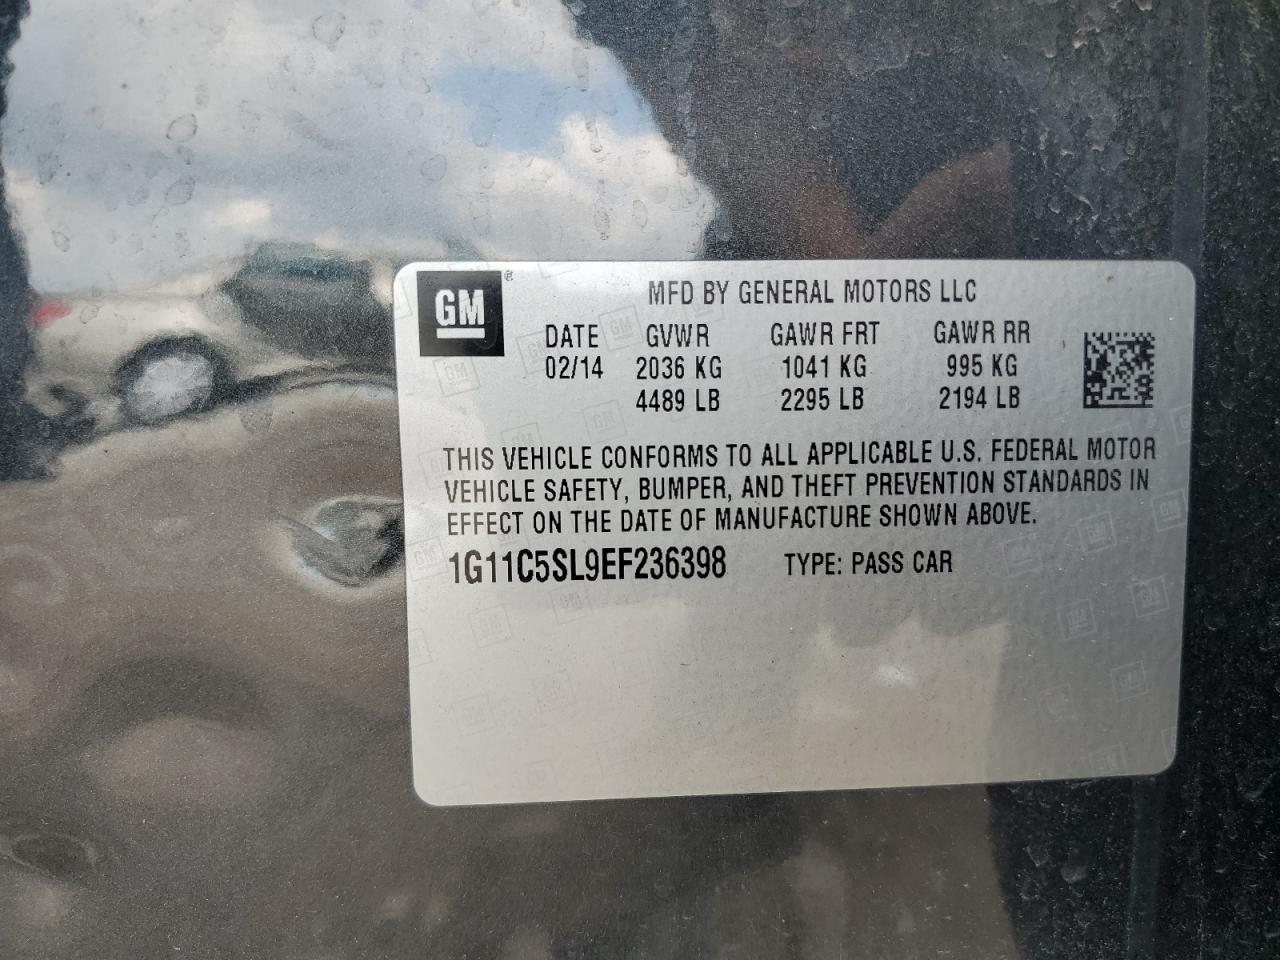 GM ®
MFD BY GENERAL MOTORS LLC
DATE GVWR GAWR FRT GAWR RR
02/14 2036 KG 1041 KG 995 KG
4489 LB 2295 LB 2194 LB
THIS VEHICLE CONFORMS TO ALL APPLICABLE U.S. FEDERAL MOTOR
VEHICLE SAFETY, BUMPER, AND THEFT PREVENTION STANDARDS IN
EFFECT ON THE DATE OF MANUFACTURE SHOWN ABOVE.
1G11C5SL9EF236398 TYPE: PASS CAR